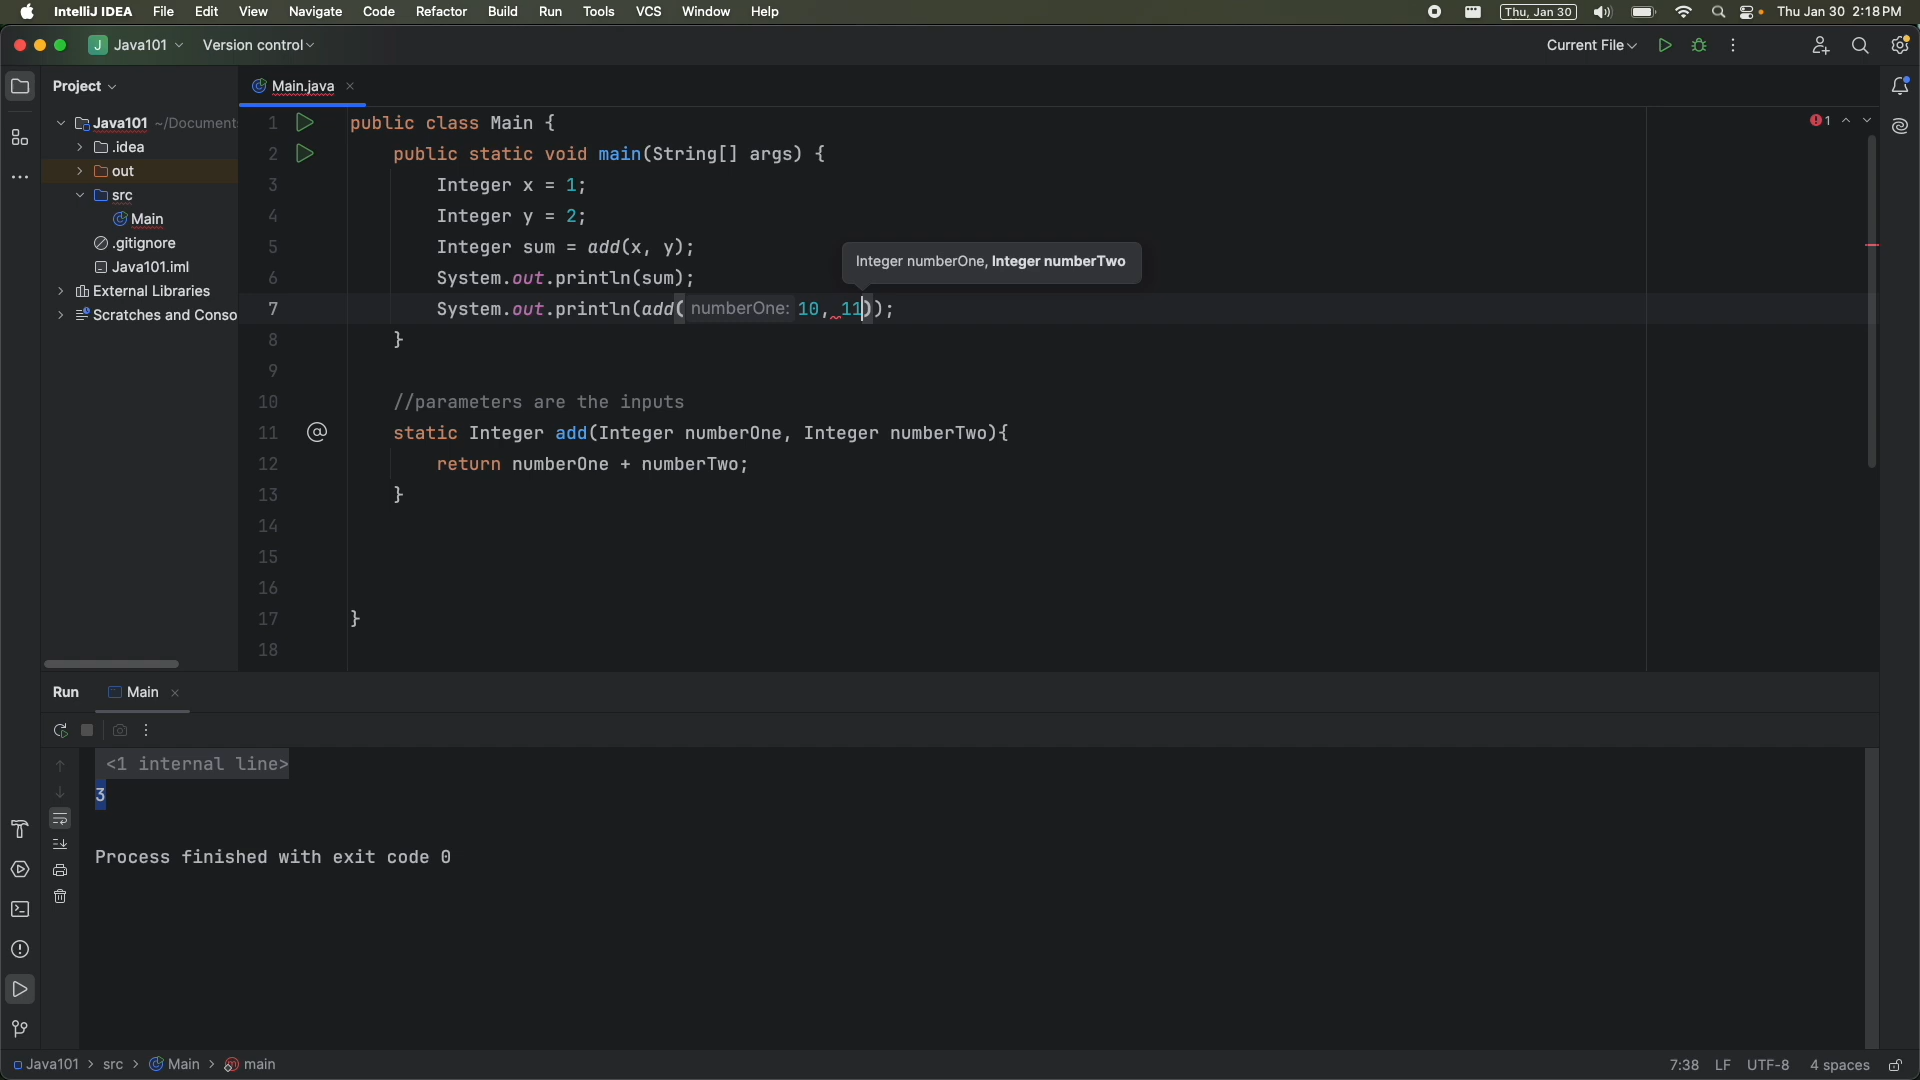 IntelliJ IDEA File Edit View Navigate Code Refactor Build Run Tools VCS Window Help Thu, Jan 30 Thu Jan 30 2:18 PM
J Java101 Version control Current File
Project Main.java
Java101 ~/Document
.idea
out
src
Main
.gitignore
Java101.iml
External Libraries
Scratches and Conso
1 public class Main {
2 public static void main(String[] args) {
3 Integer x = 1;
4 Integer y = 2;
5 Integer sum = add(x, y);
6 System.out.println(sum);
Integer numberOne, Integer numberTwo
7 System.out.println(add( numberOne: 10, 11));
8 }
9
10 //parameters are the inputs
11 static Integer add(Integer numberOne, Integer numberTwo){
12 return numberOne + numberTwo;
13 }
14
15
16
17 }
18
1
Run Main
<1 internal line>
3
Process finished with exit code 0
Java101 > src > Main > main 7:38 LF UTF-8 4 spaces